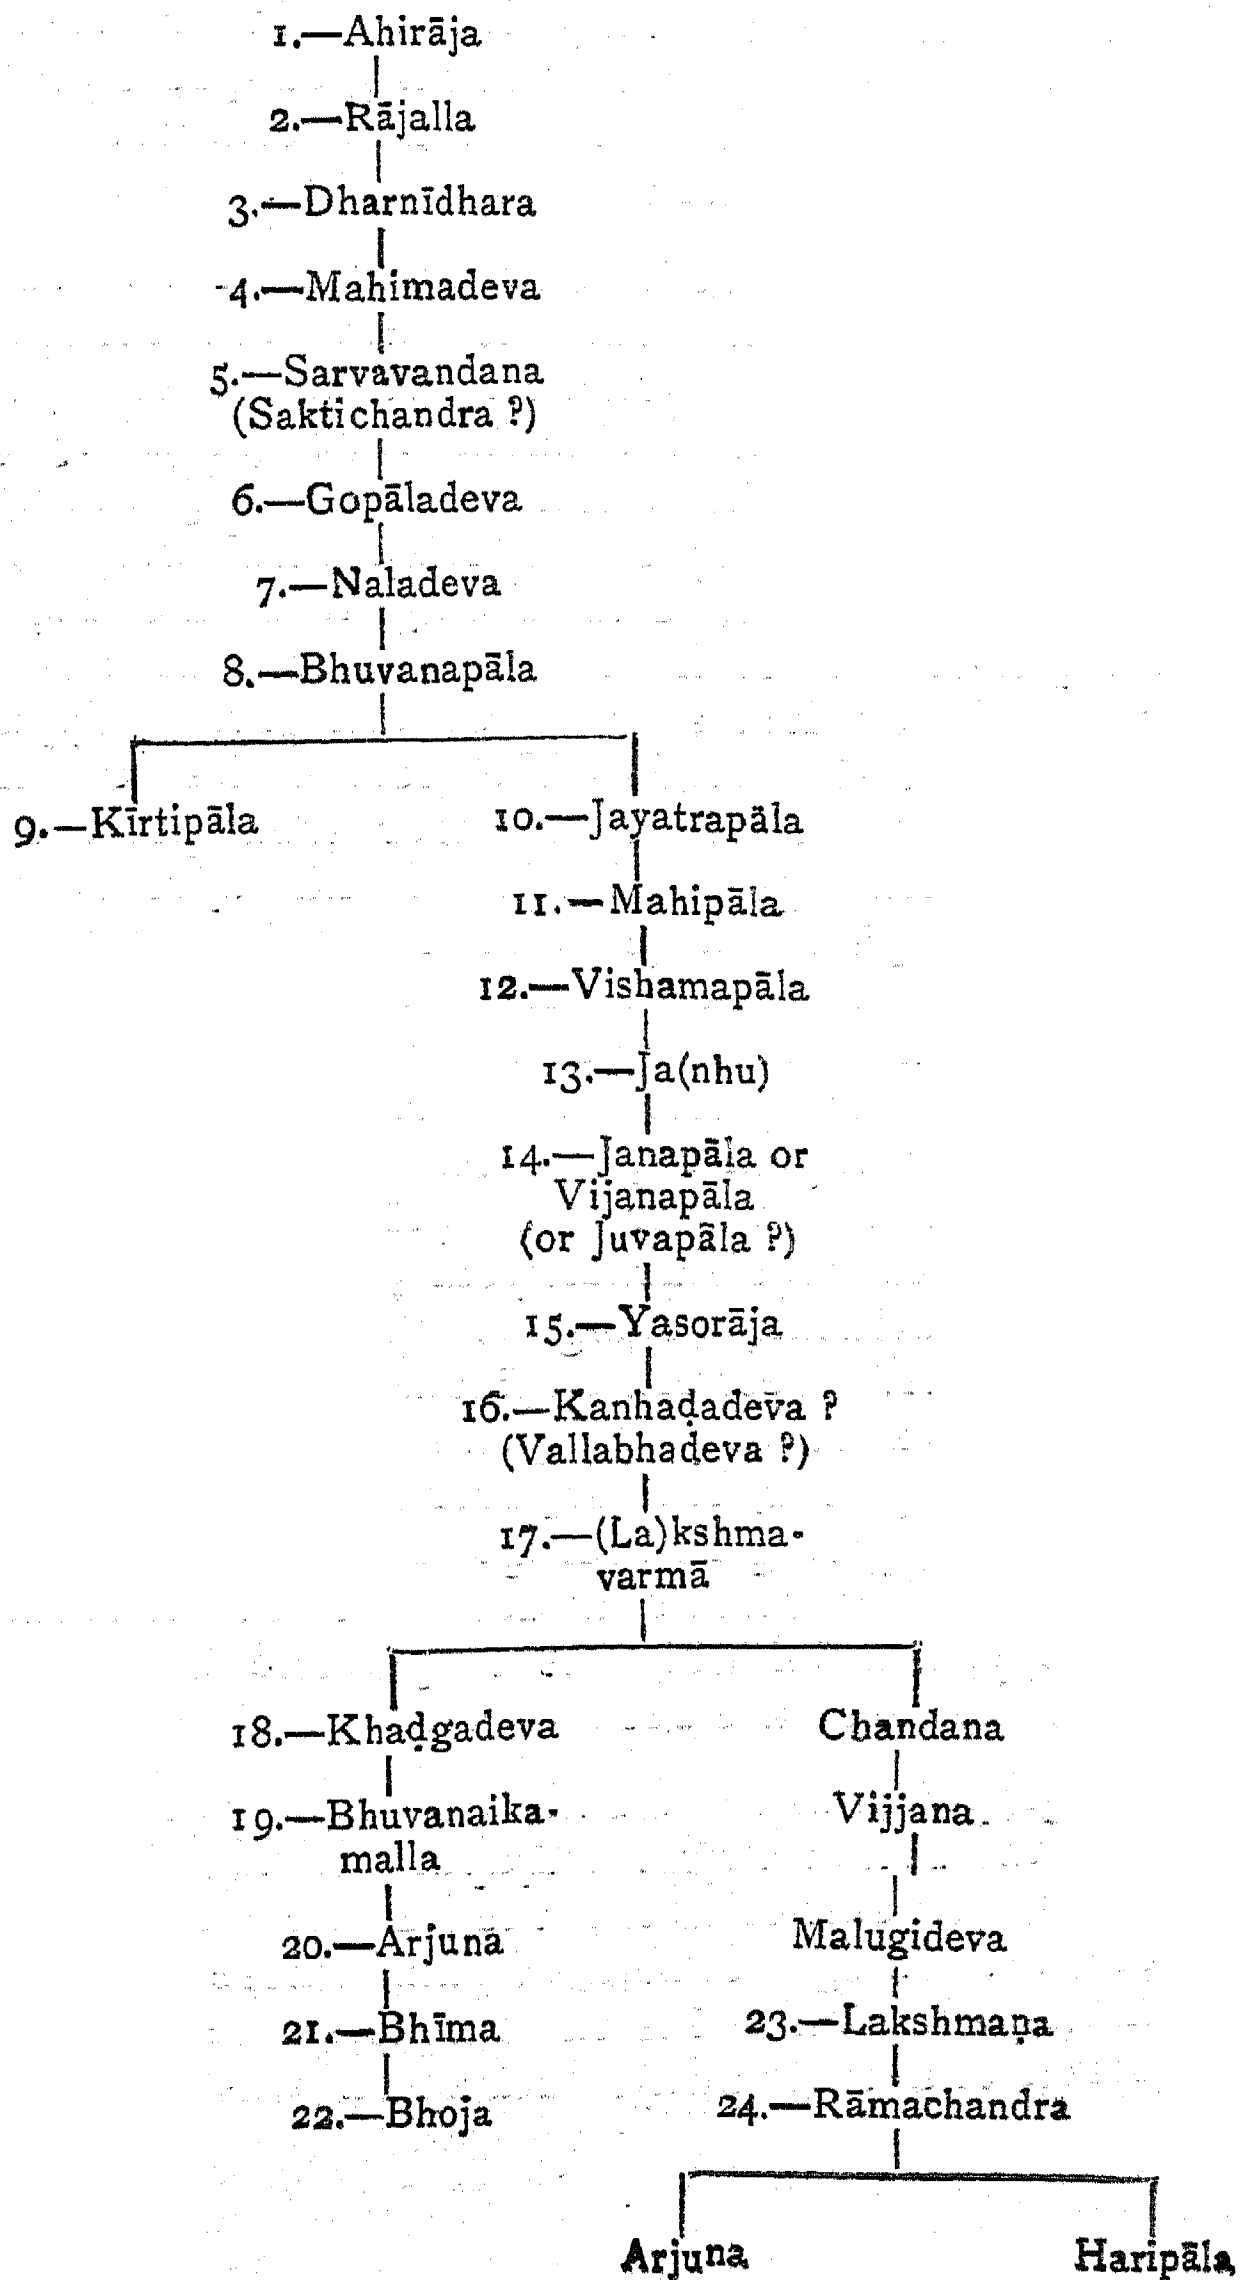 1.—Ahirāja
2.—Rājalla
3.—Dharnīdhara
4.—Mahimadeva
5.—Sarvavandana
(Saktichandra ?)
6.—Gopāladeva
7.—Naladeva
8.—Bhuvanapāla
9.—Kīrtipāla 10.—Jayatrapāla
11.—Mahipāla
12.—Vishamapāla
13.—Ja(nhu)
14.—Janapāla or
Vijanapāla
(or Juvapāla ?)
15.—Yasorāja
16.—Kanhaḍadeva ?
(Vallabhadeva ?)
17.—(La)kshma-
varmā
18.—Khaḍgadeva Chandana
19.—Bhuvanaika- Vijjana
malla
20.—Arjuna Malugideva
21.—Bhīma 23.—Lakshmaṇa
22.—Bhoja 24.—Rāmachandra
Arjuna Haripāla